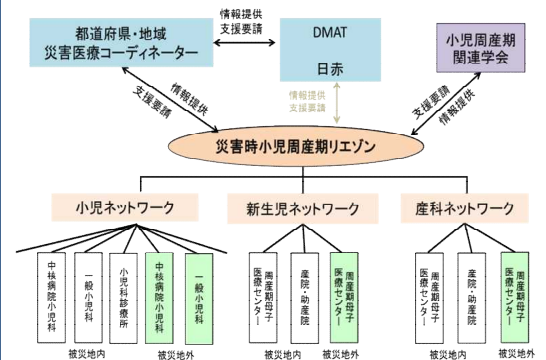 情報提供
支援要請
都道府県・地域
災害医療コーディネーター
DMAT
日赤
小児周産期
関連学会
情報提供
支援要請
情報提供
支援要請
支援要請
情報提供
災害時小児周産期リエゾン
小児ネットワーク
新生児ネットワーク
産科ネットワーク
中核病院小児科
一般小児科
小児科診療所
中核病院小児科
一般小児科
周産期母子
医療センター
産院・助産院
周産期母子
医療センター
周産期母子
医療センター
産院・助産院
周産期母子
医療センター
被災地内
被災地外
被災地内
被災地外
被災地内
被災地外